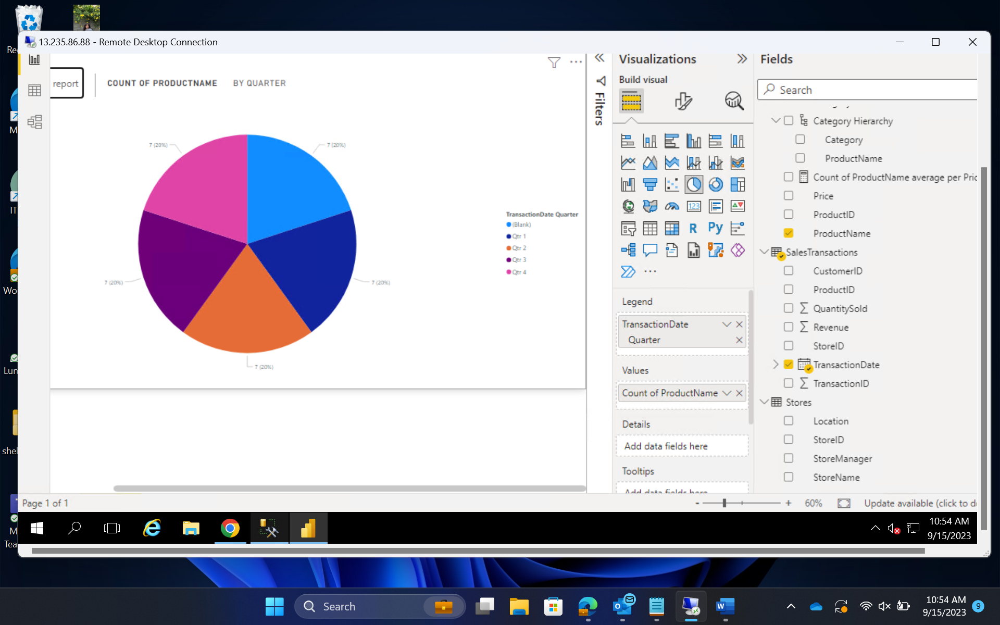 Rec
13.235.86.88 - Remote Desktop Connection
report
COUNT OF PRODUCTNAME BY QUARTER
7 (20%)
7 (20%)
7 (20%)
7 (20%)
7 (20%)
TransactionDate Quarter
(Blank)
Qtr 1
Qtr 2
Qtr 3
Qtr 4
Filters
Visualizations
Build visual
123
R
Py
Legend
TransactionDate
Quarter
Values
Count of ProductName
Details
Add data fields here
Tooltips
Add data fields here
Fields
Search
Category Hierarchy
Category
ProductName
Count of ProductName average per Pric
Price
ProductID
ProductName
SalesTransactions
CustomerID
ProductID
QuantitySold
Revenue
StoreID
TransactionDate
TransactionID
Stores
Location
StoreID
StoreManager
StoreName
M
IT
Wo
Lum
shel
M
Tea
Page 1 of 1
- + 60%
Update available (click to do
10:54 AM
9/15/2023
Search
10:54 AM
9/15/2023
9